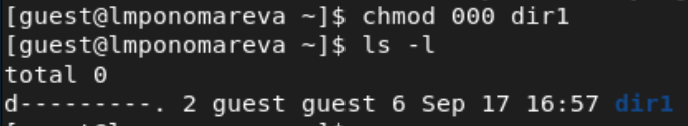 [guest@lmponomareva ~]$ chmod 000 dir1
[guest@lmponomareva ~]$ ls -l
total 0
d---------. 2 guest guest 6 Sep 17 16:57 dir1